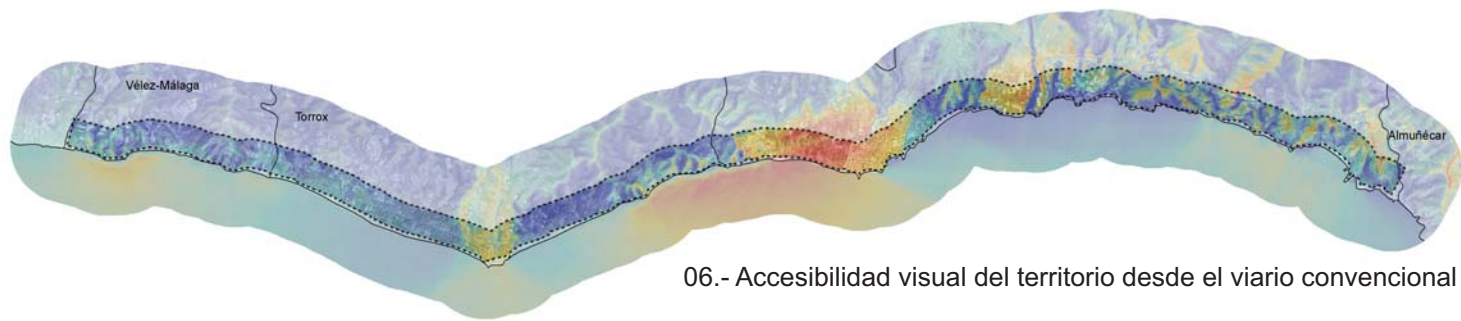 Vélez-Málaga
Torrox
Almuñécar
06.- Accesibilidad visual del territorio desde el viario convencional